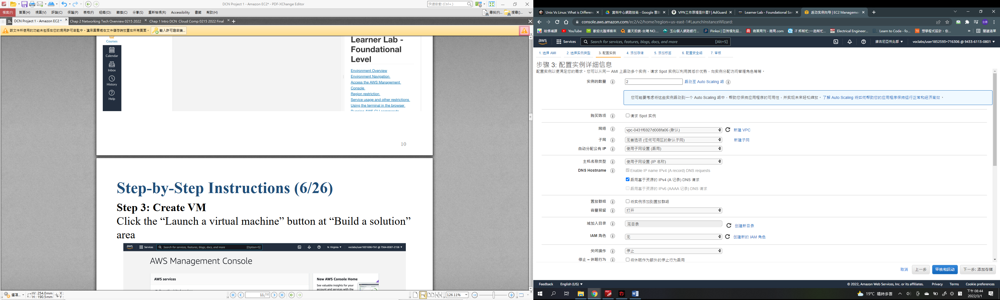 DCN Project 1 - Amazon EC2* - PDF-XChange Editor
快速啟動 (Ctrl+,)
檔案(F) 首頁(H) 檢視(V) 評論(C) 保護(P) 表格(F) 組織(O): 轉換(C) 分享(S) 重新檢視(R) Accessibility 書籤 幫助(H)
尋找(F)... 搜尋()...
DCN Project 1 - Amazon EC2 * Chap 2 Networking Tech Overview 0215 2022 Chap 1 Intro DCN Cloud Comp 0215 2022 Final
該文件所使用的功能未包括在您的現用許可密匙中，演示圖章將在文件儲存時放置在所有頁面。 輸入許可證密鑰...
Courses
Calendar
Inbox
History
Help
Learner Lab -
Foundational
Level
Environment Overview
Environment Navigation
Access the AWS Management
Console
Region restriction
Service usage and other restrictions
Using the terminal in the browser
Running AWS CLI commands
10
Step-by-Step Instructions (6/26)
Step 3: Create VM
Click the “Launch a virtual machine” button at “Build a solution”
area
aws Services Search for services, features, blogs, docs, and more [Option+S] N. Virginia voclabs/user1831696=TA1 @ 7564-8587-2158
AWS Management Console
AWS services
New AWS Console Home
See valuable insights for your
account and services with the
選項... W: 254.0mm X:
H: 190.5mm Y:
11/32
126.11%
Unix Vs Linux: What is Differen 資料中心網路技術 - Google 雲端 VPN工作原理是什麼? | AdGuard Learner Lab - Foundational Ser 启动实例向导 | EC2 Manageme
console.aws.amazon.com/ec2/v2/home?region=us-east-1#LaunchInstanceWizard:
哈佛補課 YouTube 歡迎光臨博客來 露天拍賣-台灣 NO.... 玉山個人網路銀行... Pinkoi | 亞洲領先設... 商業周刊 - 商周.com iT 邦幫忙::一起幫忙... Electrical Engineer... Learn to Code - fo... 想學程式設計，你... » 閱讀清單
aws Services Search for services, features, blogs, docs, and more [Alt+S] 維吉尼亞州北部 voclabs/user1852593=716306 @ 9433-6113-0801
1. 选择 AMI 2. 选择实例类型 3. 配置实例 4. 添加存储 5. 添加标签 6. 配置安全组 7. 审核
步骤 3: 配置实例详细信息
配置实例以便满足您的需求。您可以从同一 AMI 上启动多个实例，请求 Spot 实例以利用其低价优势，向实例分配访问管理角色等等。
实例的数量 2 启动至 Auto Scaling 组
您可能要考虑将这些实例启动到一个 Auto Scaling 组中，帮助您保持应用程序的可用性，并实现未来轻松缩放。了解 Auto Scaling 将如何帮助您的应用程序保持运行正常和经济高效。
购买选项 请求 Spot 实例
网络 vpc-0431f6927d008fa06 (默认) 新建 VPC
子网 无首选项 (任何可用区的默认子网) 新建子网
自动分配公有 IP 使用子网设置 (启用)
主机名称类型 使用子网设置 (IP 名称)
DNS Hostname Enable IP name IPv4 (A record) DNS requests
启用基于资源的 IPv4 (A 记录) DNS 请求
启用基于资源的 IPv6 (AAAA 记录) DNS 请求
置放群组 将实例添加到置放群组
容量预留 打开
域加入目录 无目录 创建新目录
IAM 角色 无 创建新的 IAM 角色
关闭操作 停止
停止 – 休眠行为 将休眠作为额外的停止行为启用
取消 上一步 审核和启动 下一步: 添加存储
Feedback English (US) © 2022, Amazon Web Services, Inc. or its affiliates. Privacy Terms Cookie preferences
19°C 晴時多雲
下午 08:44
2022/3/1